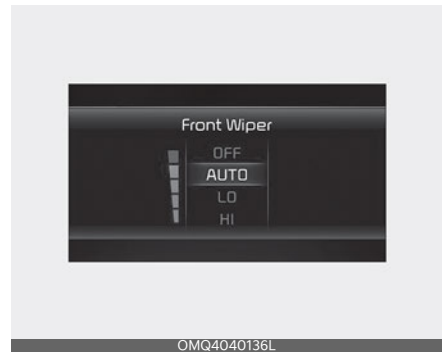 Front Wiper
OFF
AUTO
LO
HI
OMQ4040136L